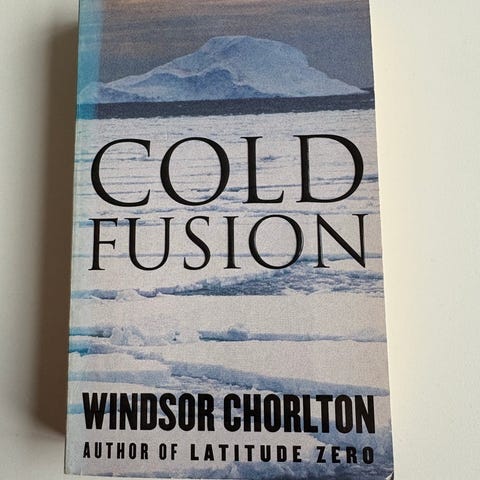 COLD
FUSION
WINDSOR CHORLTON
AUTHOR OF LATITUDE ZERO